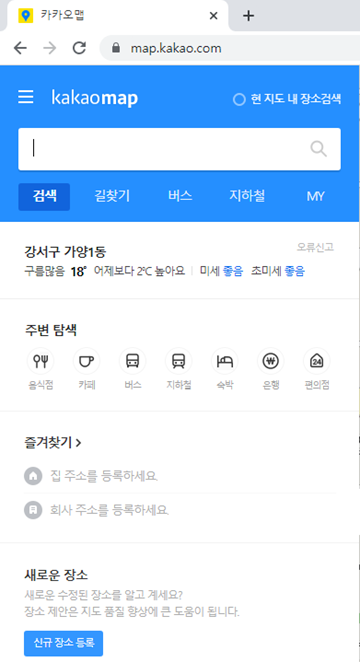 카카오맵
map.kakao.com
kakaomap
현 지도 내 장소검색
검색 길찾기 버스 지하철 MY
강서구 가양1동
오류신고
구름많음 18° 어제보다 2℃ 높아요 | 미세 좋음 초미세 좋음
주변 탐색
음식점 카페 버스 지하철 숙박 은행 편의점
즐겨찾기 >
집 주소를 등록하세요.
회사 주소를 등록하세요.
새로운 장소
새로운 수정된 장소를 알고 계세요?
장소 제안은 지도 품질 향상에 큰 도움이 됩니다.
신규 장소 등록